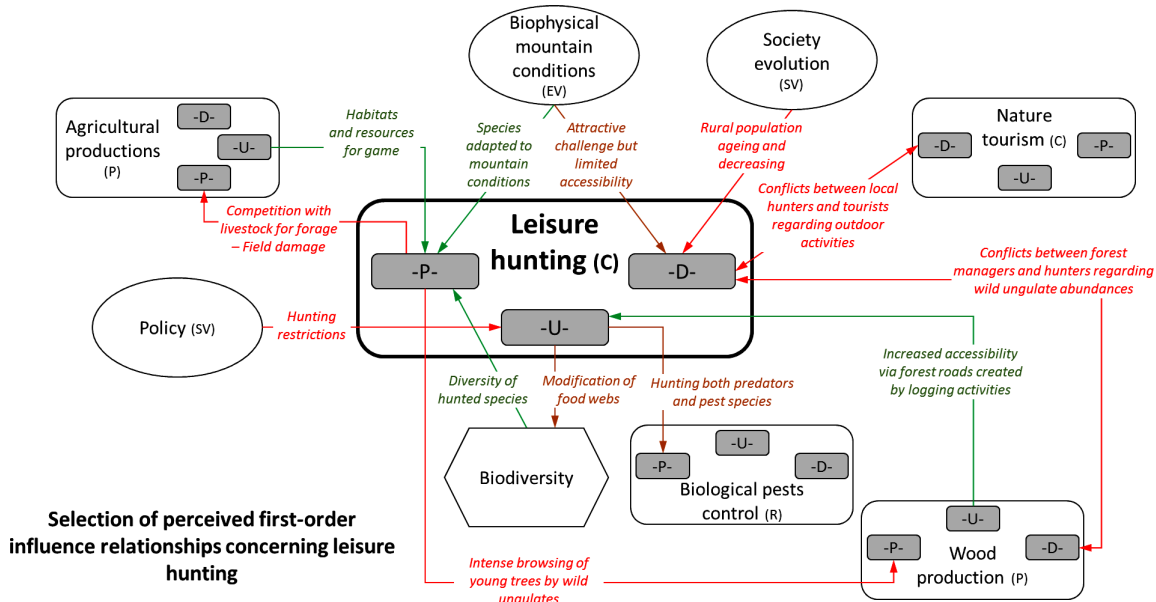 Biophysical
mountain
conditions
(EV)
Society
evolution
(SV)
Agricultural
productions
(P)
-D-
-U-
-P-
Habitats
and resources
for game
Species
adapted to
mountain
conditions
Attractive
challenge but
limited
accessibility
Rural population
ageing and
decreasing
Nature
tourism (C)
-D-
-P-
-U-
Conflicts between local
hunters and tourists
regarding outdoor
activities
Competition with
livestock for forage
– Field damage
Leisure
hunting (C)
-P-
-D-
-U-
Conflicts between forest
managers and hunters regarding
wild ungulate abundances
Policy (SV)
Hunting
restrictions
Diversity of
hunted species
Modification of
food webs
Hunting both predators
and pest species
Increased accessibility
via forest roads created
by logging activities
Biodiversity
-U-
-P-
-D-
Biological pests
control (R)
Selection of perceived first-order
influence relationships concerning leisure
hunting
Intense browsing of
young trees by wild
ungulates
-U-
-P-
-D-
Wood
production (P)